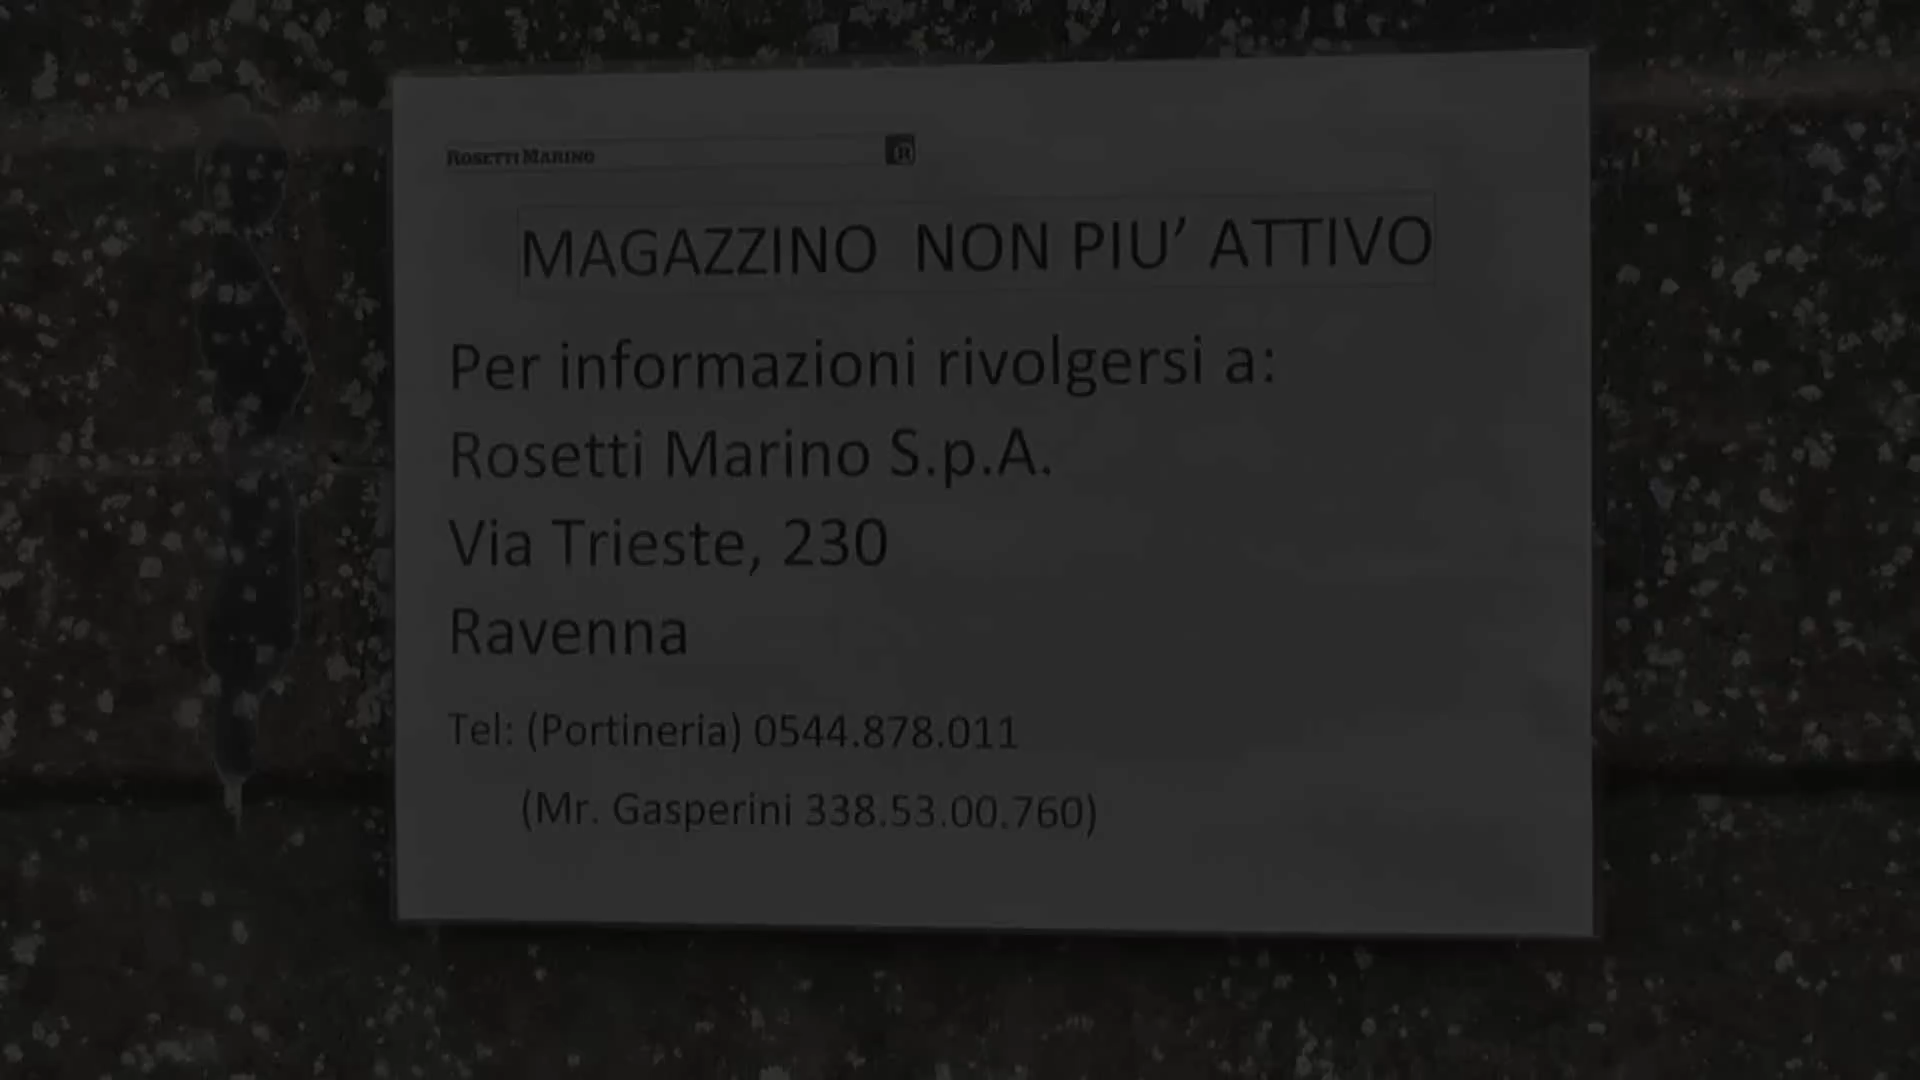 ROSETTI MARINO R
MAGAZZINO NON PIU' ATTIVO
Per informazioni rivolgersi a:
Rosetti Marino S.p.A.
Via Trieste, 230
Ravenna
Tel: (Portineria) 0544.878.011
(Mr. Gasperini 338.53.00.760)